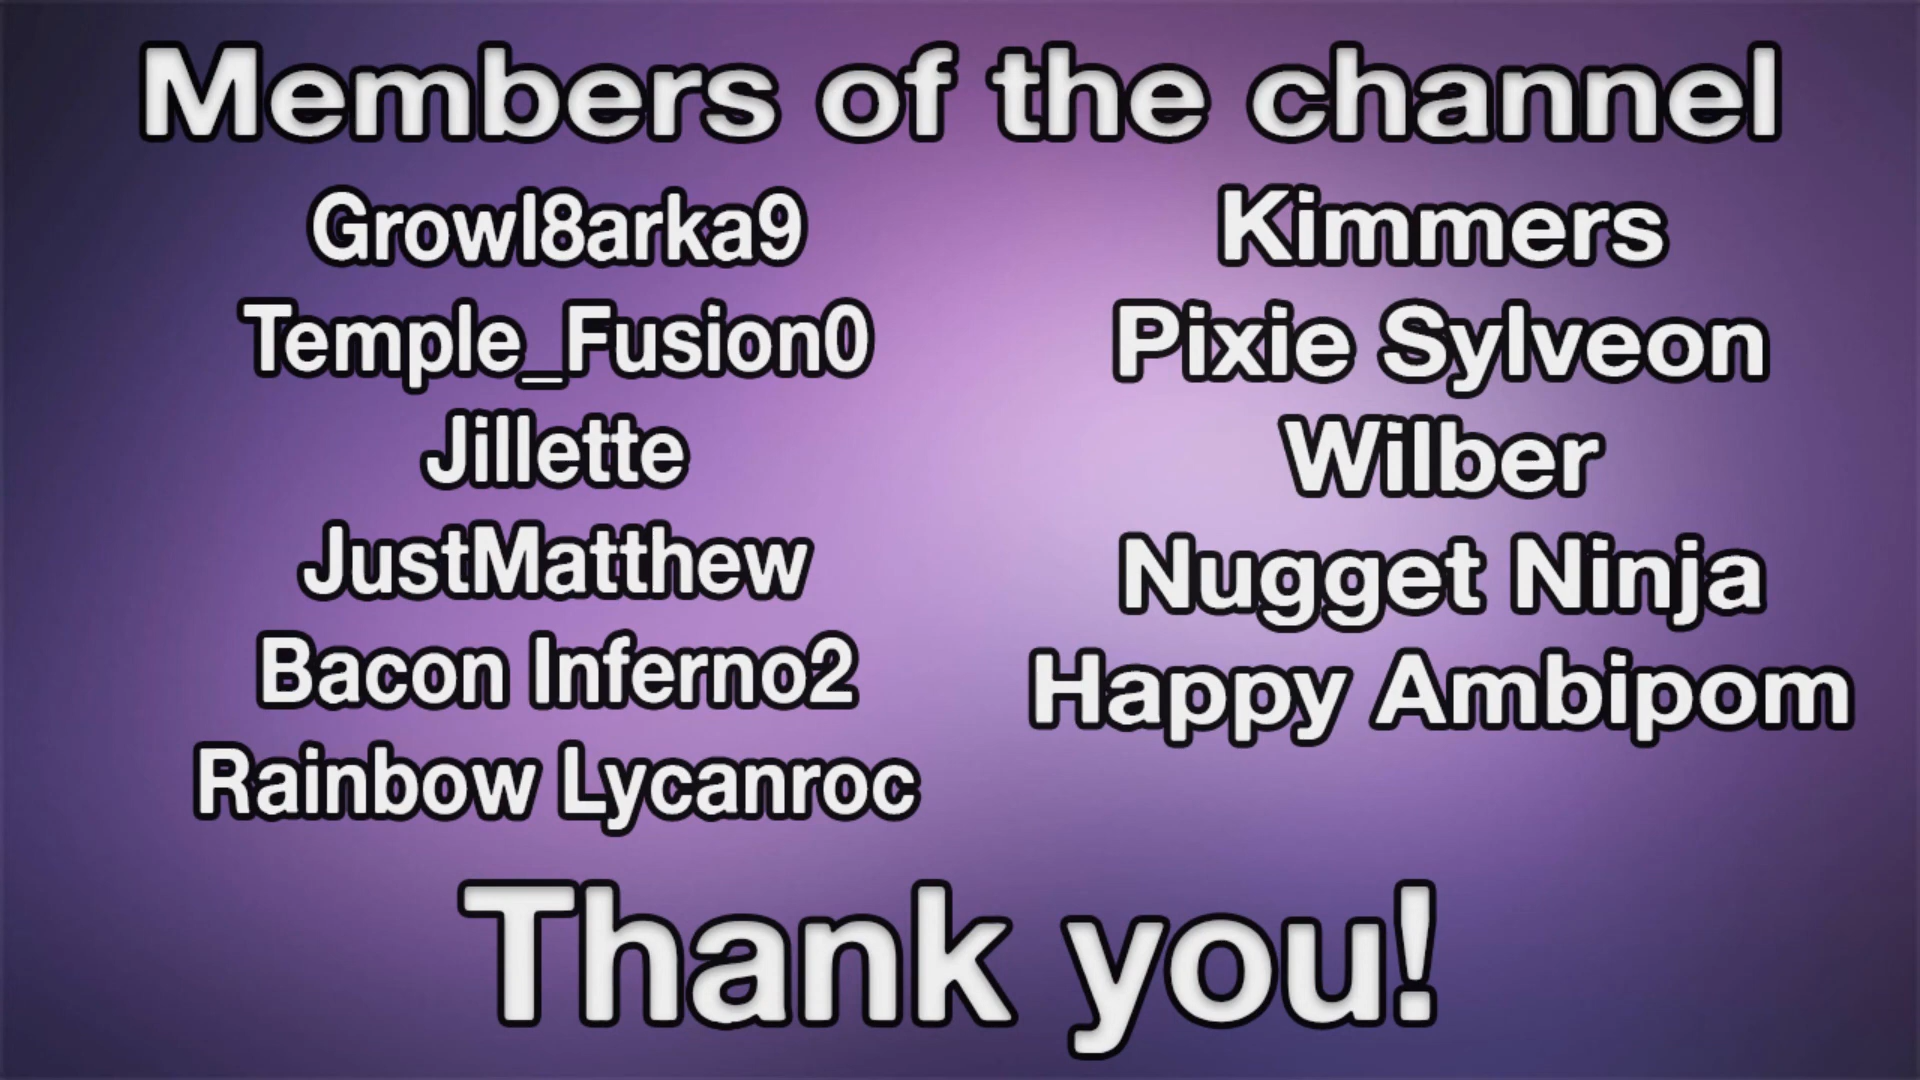 Members of the channel
Growl8arka9
Temple_Fusion0
Jillette
JustMatthew
Bacon Inferno2
Rainbow Lycanroc
Kimmers
Pixie Sylveon
Wilber
Nugget Ninja
Happy Ambipom
Thank you!